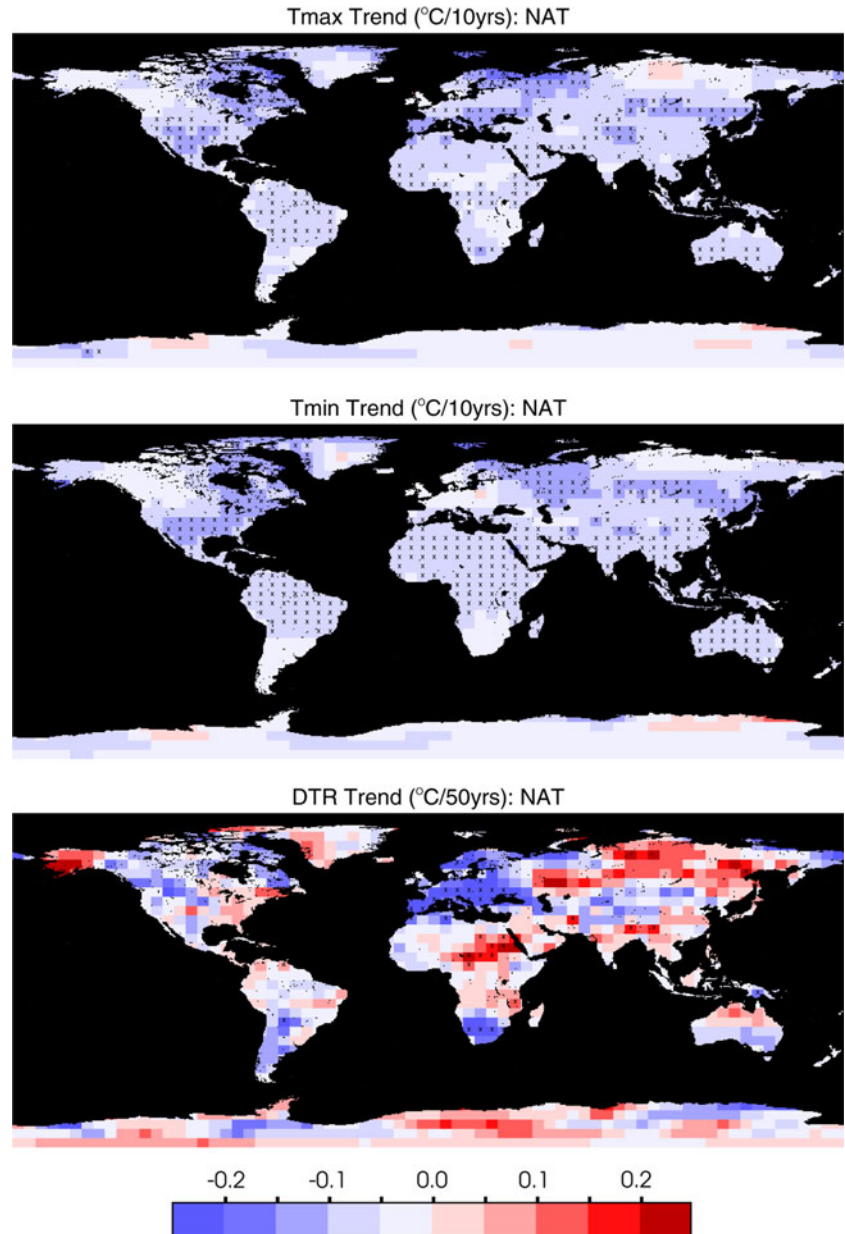 Tmax Trend (°C/10yrs): NAT
Tmin Trend (°C/10yrs): NAT
DTR Trend (°C/50yrs): NAT
-0.2 -0.1 0.0 0.1 0.2